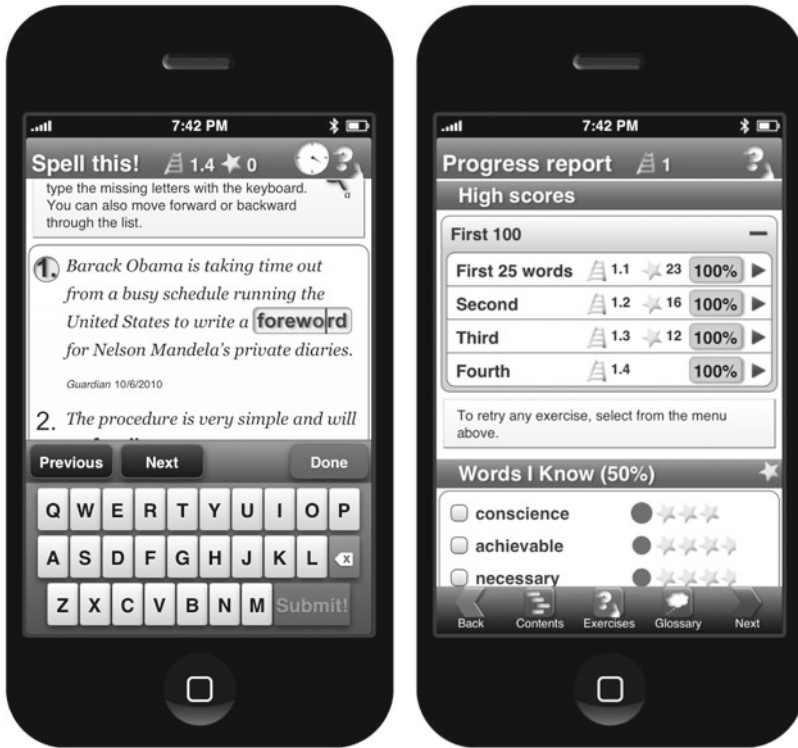 7:42 PM
Spell this! 1.4 0
type the missing letters with the keyboard.
You can also move forward or backward
through the list.
a
1. Barack Obama is taking time out
from a busy schedule running the
United States to write a foreword
for Nelson Mandela's private diaries.
Guardian 10/6/2010
2. The procedure is very simple and will
Previous Next Done
Q W E R T Y U I O P
A S D F G H J K L
Z X C V B N M Submit!
7:42 PM
Progress report 1
High scores
First 100
First 25 words 1.1 23 100%
Second 1.2 16 100%
Third 1.3 12 100%
Fourth 1.4 100%
To retry any exercise, select from the menu
above.
Words I Know (50%)
conscience
achievable
necessary
Back Contents Exercises Glossary Next